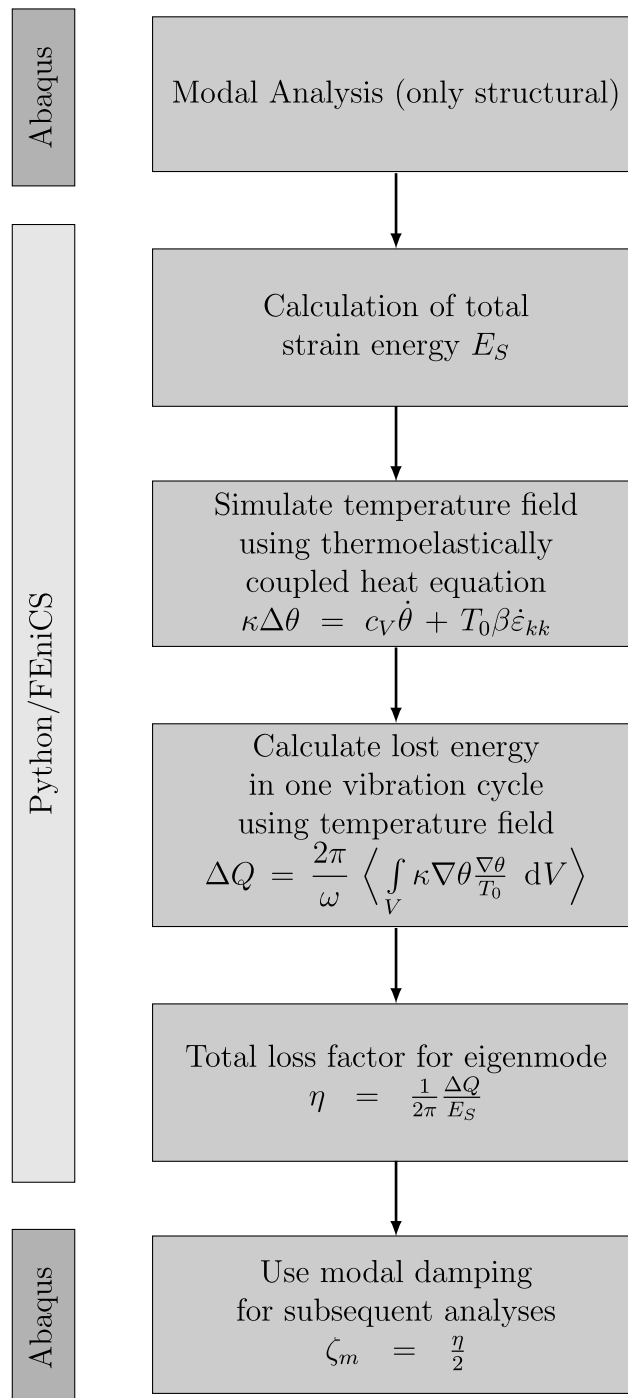 Abaqus
Modal Analysis (only structural)
Python/FEniCS
Calculation of total
strain energy E_S
Simulate temperature field
using thermoelastically
coupled heat equation
κΔθ = c_V θ̇ + T_0 β ε̇_kk
Calculate lost energy
in one vibration cycle
using temperature field
ΔQ = 2π/ω ⟨ ∫_V κ∇θ ∇θ/T_0 dV ⟩
Total loss factor for eigenmode
η = 1/2π ΔQ/E_S
Abaqus
Use modal damping
for subsequent analyses
ζ_m = η/2